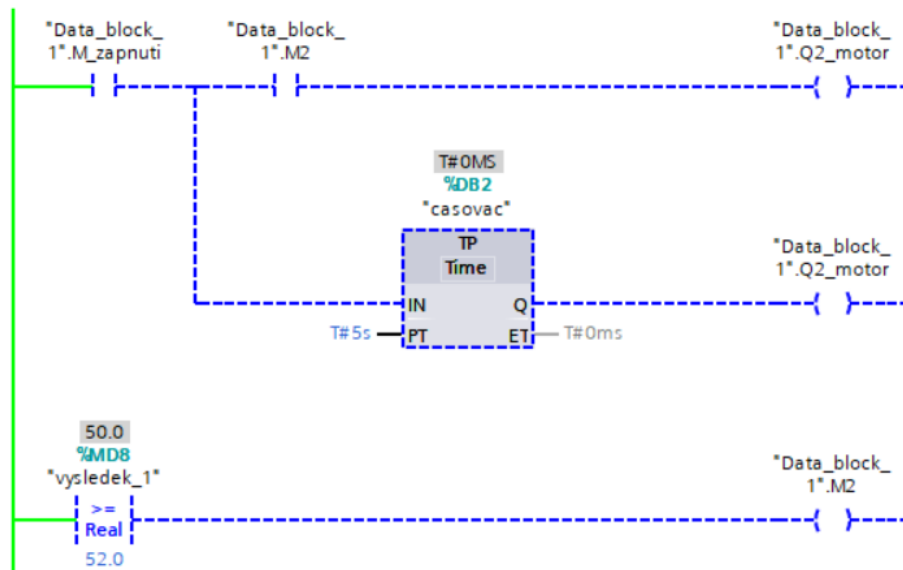 "Data_block_
1".M_zapnuti
"Data_block_
1".M2
"Data_block_
1".Q2_motor
T#0MS
%DB2
"casovac"
TP
Time
"Data_block_
1".Q2_motor
IN
Q
T#5s
PT
ET
T#0ms
50.0
%MD8
"vysledek_1"
>=
Real
52.0
"Data_block_
1".M2